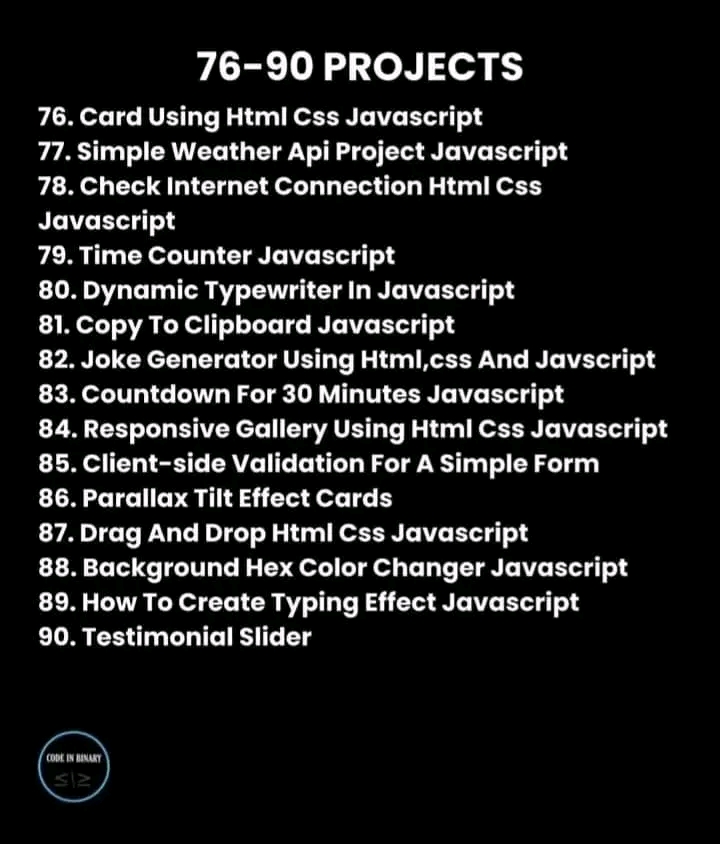 76-90 PROJECTS
76. Card Using Html Css Javascript
77. Simple Weather Api Project Javascript
78. Check Internet Connection Html Css
Javascript
79. Time Counter Javascript
80. Dynamic Typewriter In Javascript
81. Copy To Clipboard Javascript
82. Joke Generator Using Html,css And Javscript
83. Countdown For 30 Minutes Javascript
84. Responsive Gallery Using Html Css Javascript
85. Client-side Validation For A Simple Form
86. Parallax Tilt Effect Cards
87. Drag And Drop Html Css Javascript
88. Background Hex Color Changer Javascript
89. How To Create Typing Effect Javascript
90. Testimonial Slider
CODE IN BINARY
≤\≥